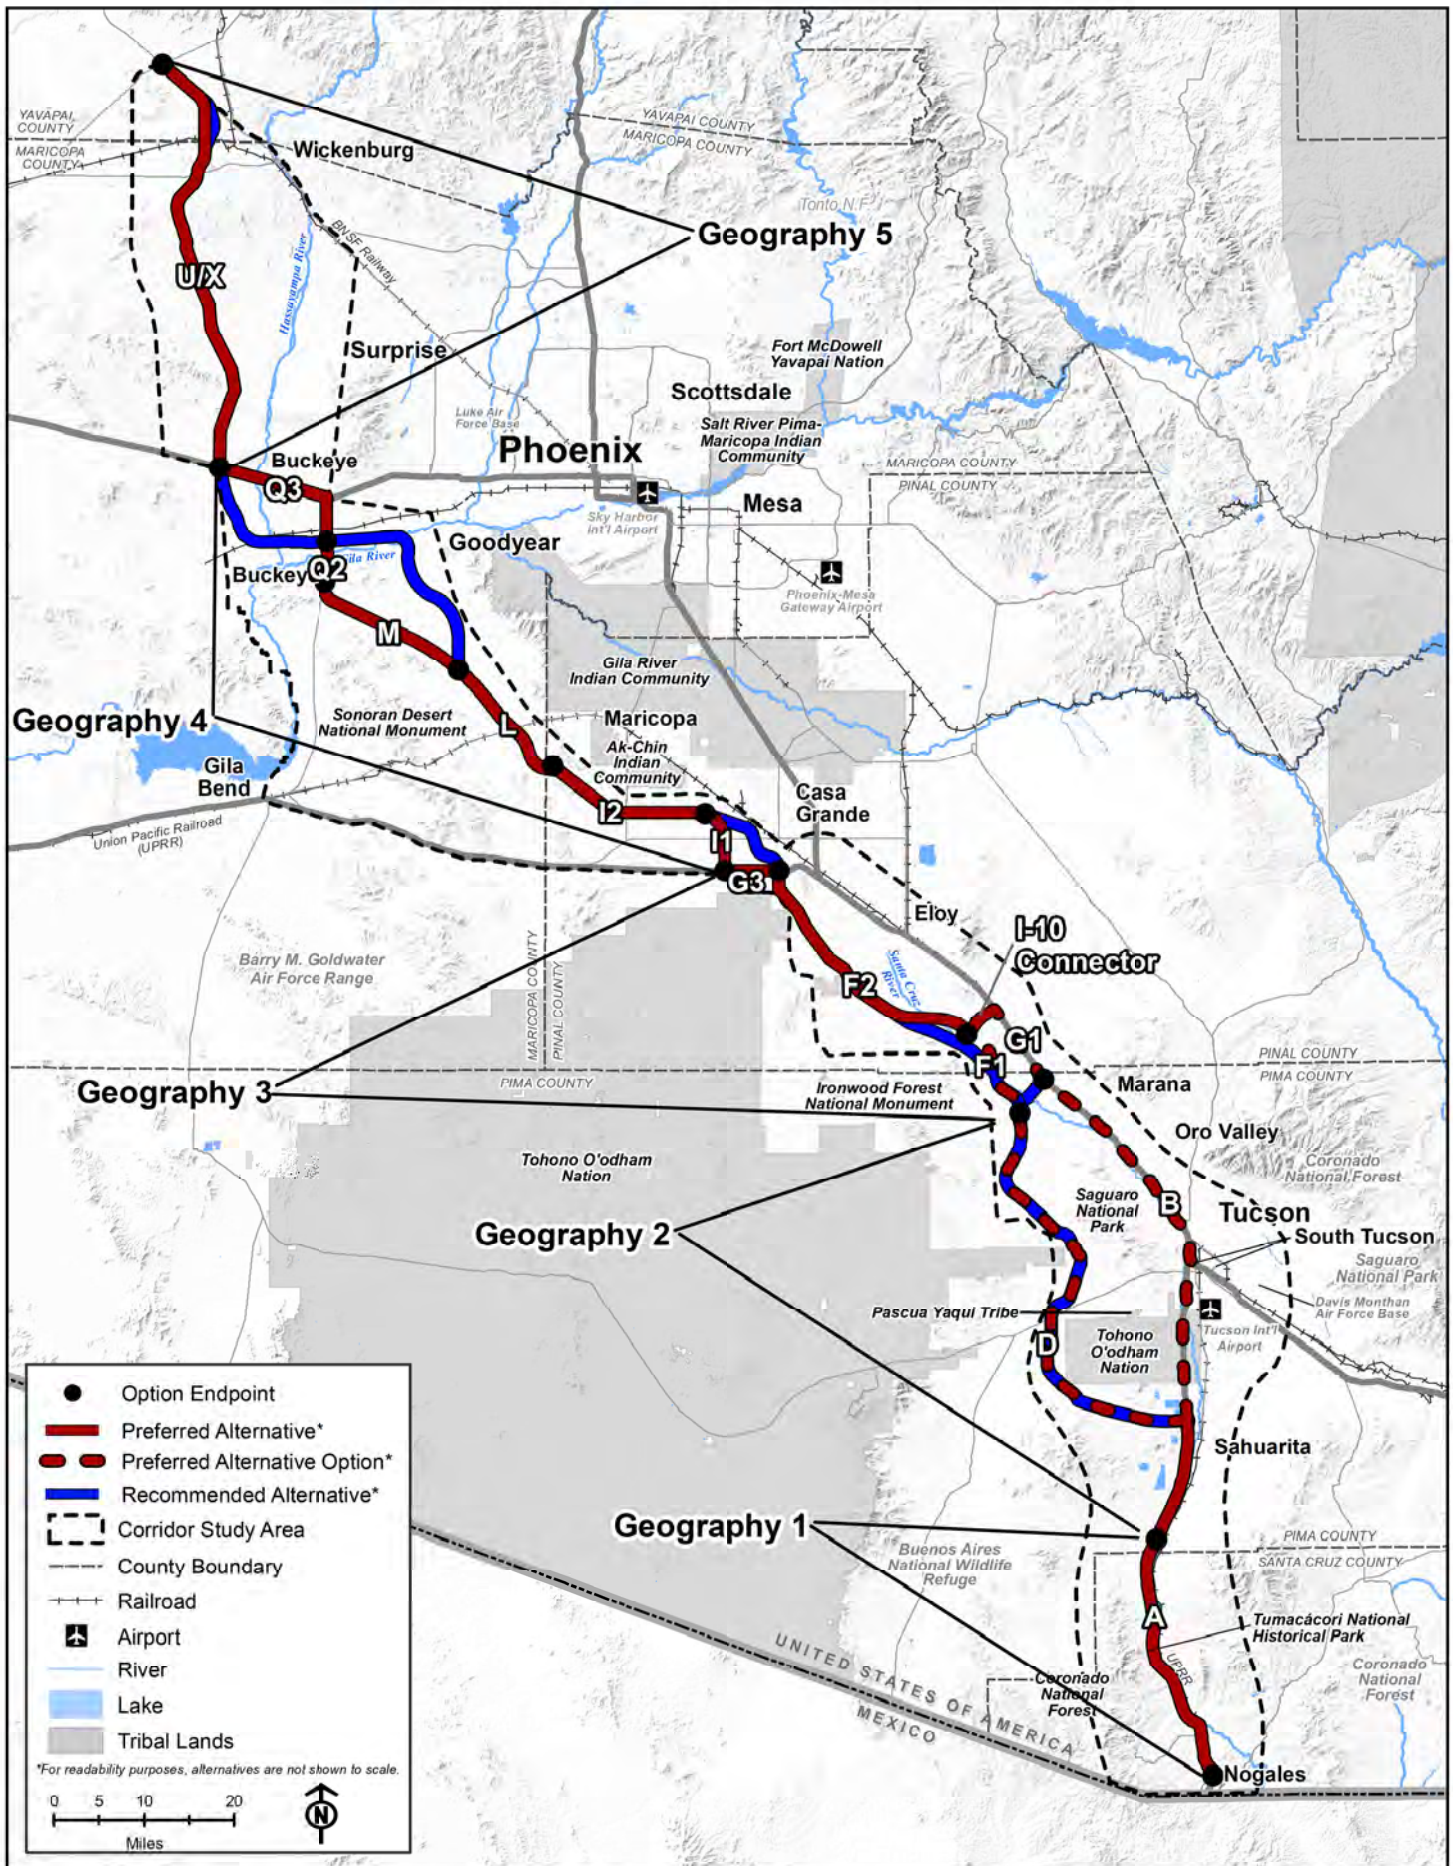 YAVAPAI
COUNTY
MARICOPA
COUNTY
Wickenburg
YAVAPAI COUNTY
MARICOPA COUNTY
Tonto N.F.
Geography 5
BNSF Railway
Hassayampa River
U/X
Surprise
Fort McDowell
Yavapai Nation
Scottsdale
Luke Air
Force Base
Salt River Pima-
Maricopa Indian
Community
Phoenix
Buckeye
MARICOPA COUNTY
PINAL COUNTY
Q3
Mesa
Sky Harbor
Int'l Airport
Goodyear
Gila River
Buckeye
Q2
Phoenix-Mesa
Gateway Airport
M
Gila River
Indian Community
Geography 4
Sonoran Desert
National Monument
L
Maricopa
Ak-Chin
Indian
Community
Gila
Bend
Casa
Grande
I2
Union Pacific Railroad
(UPRR)
I1
G3
Eloy
I-10
Connector
Barry M. Goldwater
Air Force Range
MARICOPA COUNTY
PINAL COUNTY
Santa Cruz
River
F2
G1
PINAL COUNTY
PIMA COUNTY
F1
PIMA COUNTY
Marana
Geography 3
Ironwood Forest
National Monument
Oro Valley
Tohono O'odham
Nation
Coronado
National Forest
Saguaro
National
Park
B
Geography 2
Tucson
South Tucson
Saguaro
National Park
Pascua Yaqui Tribe
Davis Monthan
Air Force Base
D
Tohono
O'odham
Nation
Tucson Int'l
Airport
Option Endpoint
Preferred Alternative*
Preferred Alternative Option*
Recommended Alternative*
Corridor Study Area
County Boundary
Railroad
Airport
River
Lake
Tribal Lands
*For readability purposes, alternatives are not shown to scale.
0 5 10 20
Miles
N
Sahuarita
Geography 1
PIMA COUNTY
SANTA CRUZ COUNTY
Buenos Aires
National Wildlife
Refuge
A
Tumacácori National
Historical Park
UPRR
UNITED STATES OF AMERICA
MEXICO
Coronado
National
Forest
Coronado
National
Forest
Nogales